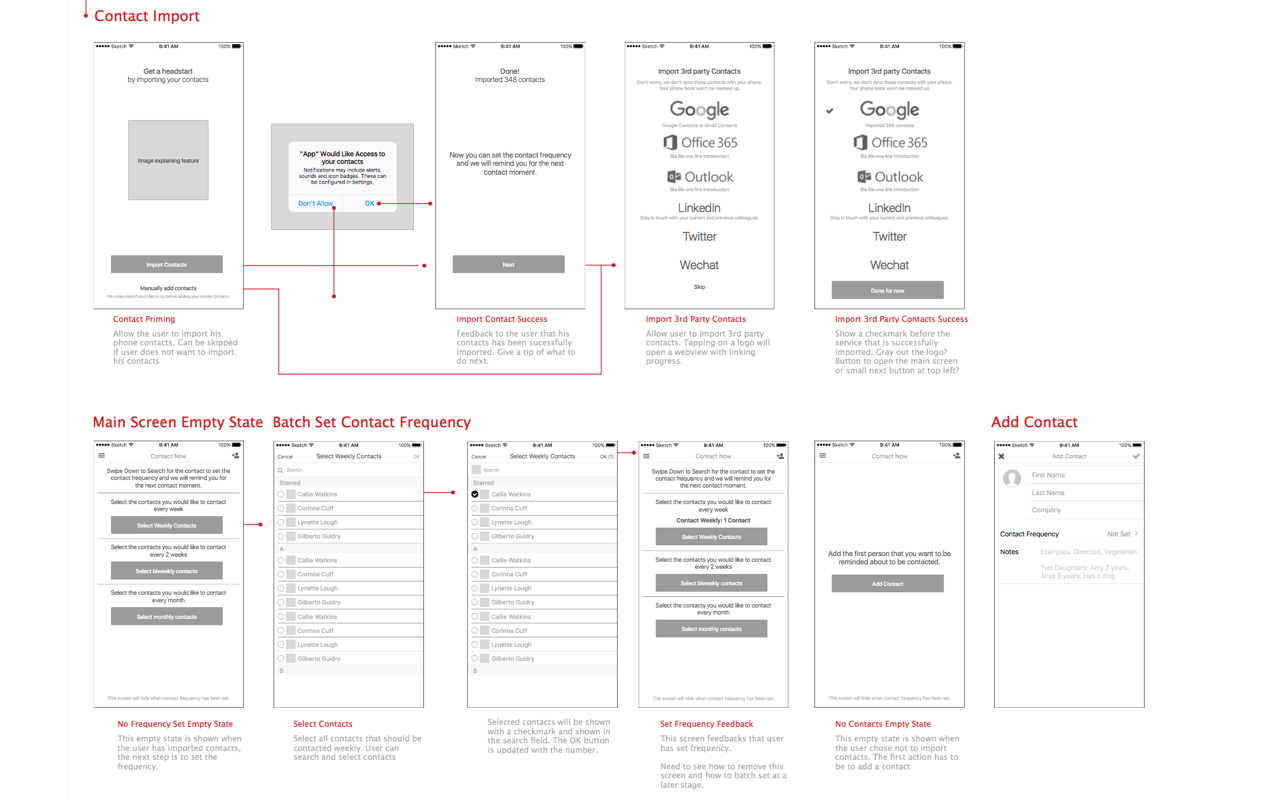 Contact Import
••••• Sketch 9:41 AM 100%
Get a headstart
by importing your contacts
Image explaining feature
Import Contacts
Manually add contacts
We understand if you'd like to try before adding your Mobile Contacts.
Contact Priming
Allow the user to import his
phone contacts. Can be skipped
if user does not want to import
his contacts
“App” Would Like Access to
your contacts
Notifications may include alerts,
sounds and icon badges. These can
be configured in Settings.
Don't Allow OK
••••• Sketch 9:41 AM 100%
Done!
Imported 348 contacts
Now you can set the contact frequency
and we will remind you for the next
contact moment.
Next
Import Contact Success
Feedback to the user that his
contacts has been sucessfully
imported. Give a tip of what to
do next.
••••• Sketch 9:41 AM 100%
Import 3rd party Contacts
Don't worry, we don't sync these contacts with your phone.
Your phone book won't be messed up.
Google
Google Contacts or Gmail Contacts
Office 365
Bla Bla one line introduction
Outlook
Bla Bla one line introduction
LinkedIn
Stay in touch with your current and previous colleagues.
Twitter
Wechat
Skip
Import 3rd Party Contacts
Allow user to import 3rd party
contacts. Tapping on a logo will
open a webview with linking
progress.
••••• Sketch 9:41 AM 100%
Import 3rd party Contacts
Don't worry, we don't sync these contacts with your phone.
Your phone book won't be messed up.
Google
Office 365
Bla Bla one line introduction
Outlook
Bla Bla one line introduction
LinkedIn
Stay in touch with your current and previous colleagues.
Twitter
Wechat
Done for now
Import 3rd Party Contacts Success
Show a checkmark before the
service that is successfully
imported. Gray out the logo?
Button to open the main screen
or small next button at top left?
Main Screen Empty State
••••• Sketch 9:41 AM 100%
Contact Now
Swipe Down to Search for the contact to set the
contact frequency and we will remind you for
the next contact moment.
Select the contacts you would like to contact
every week
Select Weekly Contacts
Select the contacts you would like to contact
every 2 weeks
Select biweekly contacts
Select the contacts you would like to contact
every month
Select monthly contacts
This screen will hide when contact frequency has been set.
No Frequency Set Empty State
This empty state is shown when
the user has imported contacts,
the next step is to set the
frequency.
Batch Set Contact Frequency
••••• Sketch 9:41 AM 100%
Cancel Select Weekly Contacts OK
Search
Starred
Callie Watkins
Corinna Cuff
Lynette Lough
Gilberto Guidry
A
Callie Watkins
Corinna Cuff
Lynette Lough
Gilberto Guidry
Callie Watkins
Corinna Cuff
Lynette Lough
Gilberto Guidry
B
Select Contacts
Select all contacts that should be
contacted weekly. User can
search and select contacts
••••• Sketch 9:41 AM 100%
Cancel Select Weekly Contacts OK (1)
Search
Starred
Callie Watkins
Corinna Cuff
Lynette Lough
Gilberto Guidry
A
Callie Watkins
Corinna Cuff
Lynette Lough
Gilberto Guidry
Callie Watkins
Corinna Cuff
Lynette Lough
Gilberto Guidry
B
Selected contacts will be shown
with a checkmark and shown in
the search field. The OK button
is updated with the number.
••••• Sketch 9:41 AM 100%
Contact Now
Swipe Down to Search for the contact to set the
contact frequency and we will remind you for
the next contact moment.
Select the contacts you would like to contact
every week
Contact Weekly: 1 Contact
Select Weekly Contacts
Select the contacts you would like to contact
every 2 weeks
Select biweekly contacts
Select the contacts you would like to contact
every month
Select monthly contacts
This screen will hide when contact frequency has been set.
Set Frequency Feedback
This screen feedbacks that user
has set frequency.
Need to see how to remove this
screen and how to batch set at a
later stage.
••••• Sketch 9:41 AM 100%
Contact Now
Add the first person that you want to be
reminded about to be contacted.
Add Contact
This screen will hide when contact frequency has been set.
No Contacts Empty State
This empty state is shown when
the user chose not to import
contacts. The first action has to
be to add a contact
Add Contact
••••• Sketch 9:41 AM 100%
Add Contact
First Name
Last Name
Company
Contact Frequency Not Set
Notes Examples: Divorced, Vegetarian.
Two Daughters: Amy 7 years,
Anya 9 years. Has a dog.